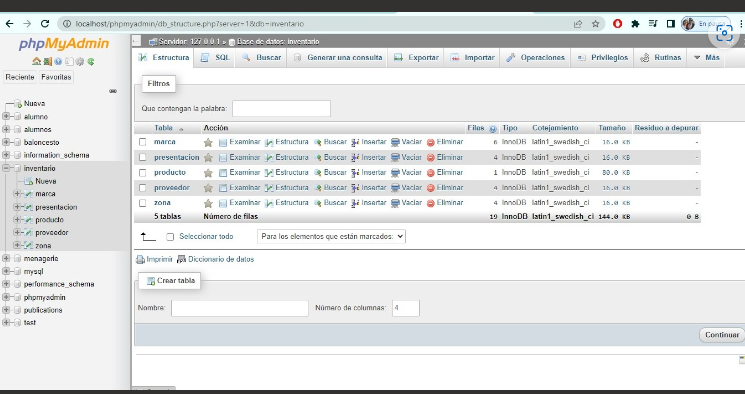 localhost/phpmyadmin/db_structure.php?server=1&db=inventario
En pausa
phpMyAdmin
Reciente Favoritas
Nueva
alumno
alumnos
baloncesto
information_schema
inventario
Nueva
marca
presentacion
producto
proveedor
zona
menagerie
mysql
performance_schema
phpmyadmin
publications
test
Servidor: 127.0.0.1 » Base de datos: inventario
Estructura SQL Buscar Generar una consulta Exportar Importar Operaciones Privilegios Rutinas Más
Filtros
Que contengan la palabra:
Tabla Acción Filas Tipo Cotejamiento Tamaño Residuo a depurar
marca Examinar Estructura Buscar Insertar Vaciar Eliminar 6 InnoDB latin1_swedish_ci 16.0 KB -
presentacion Examinar Estructura Buscar Insertar Vaciar Eliminar 4 InnoDB latin1_swedish_ci 16.0 KB -
producto Examinar Estructura Buscar Insertar Vaciar Eliminar 1 InnoDB latin1_swedish_ci 80.0 KB -
proveedor Examinar Estructura Buscar Insertar Vaciar Eliminar 4 InnoDB latin1_swedish_ci 16.0 KB -
zona Examinar Estructura Buscar Insertar Vaciar Eliminar 4 InnoDB latin1_swedish_ci 16.0 KB -
5 tablas Número de filas 19 InnoDB latin1_swedish_ci 144.0 KB 0 B
Seleccionar todo Para los elementos que están marcados:
Imprimir Diccionario de datos
Crear tabla
Nombre: Número de columnas: 4
Continuar